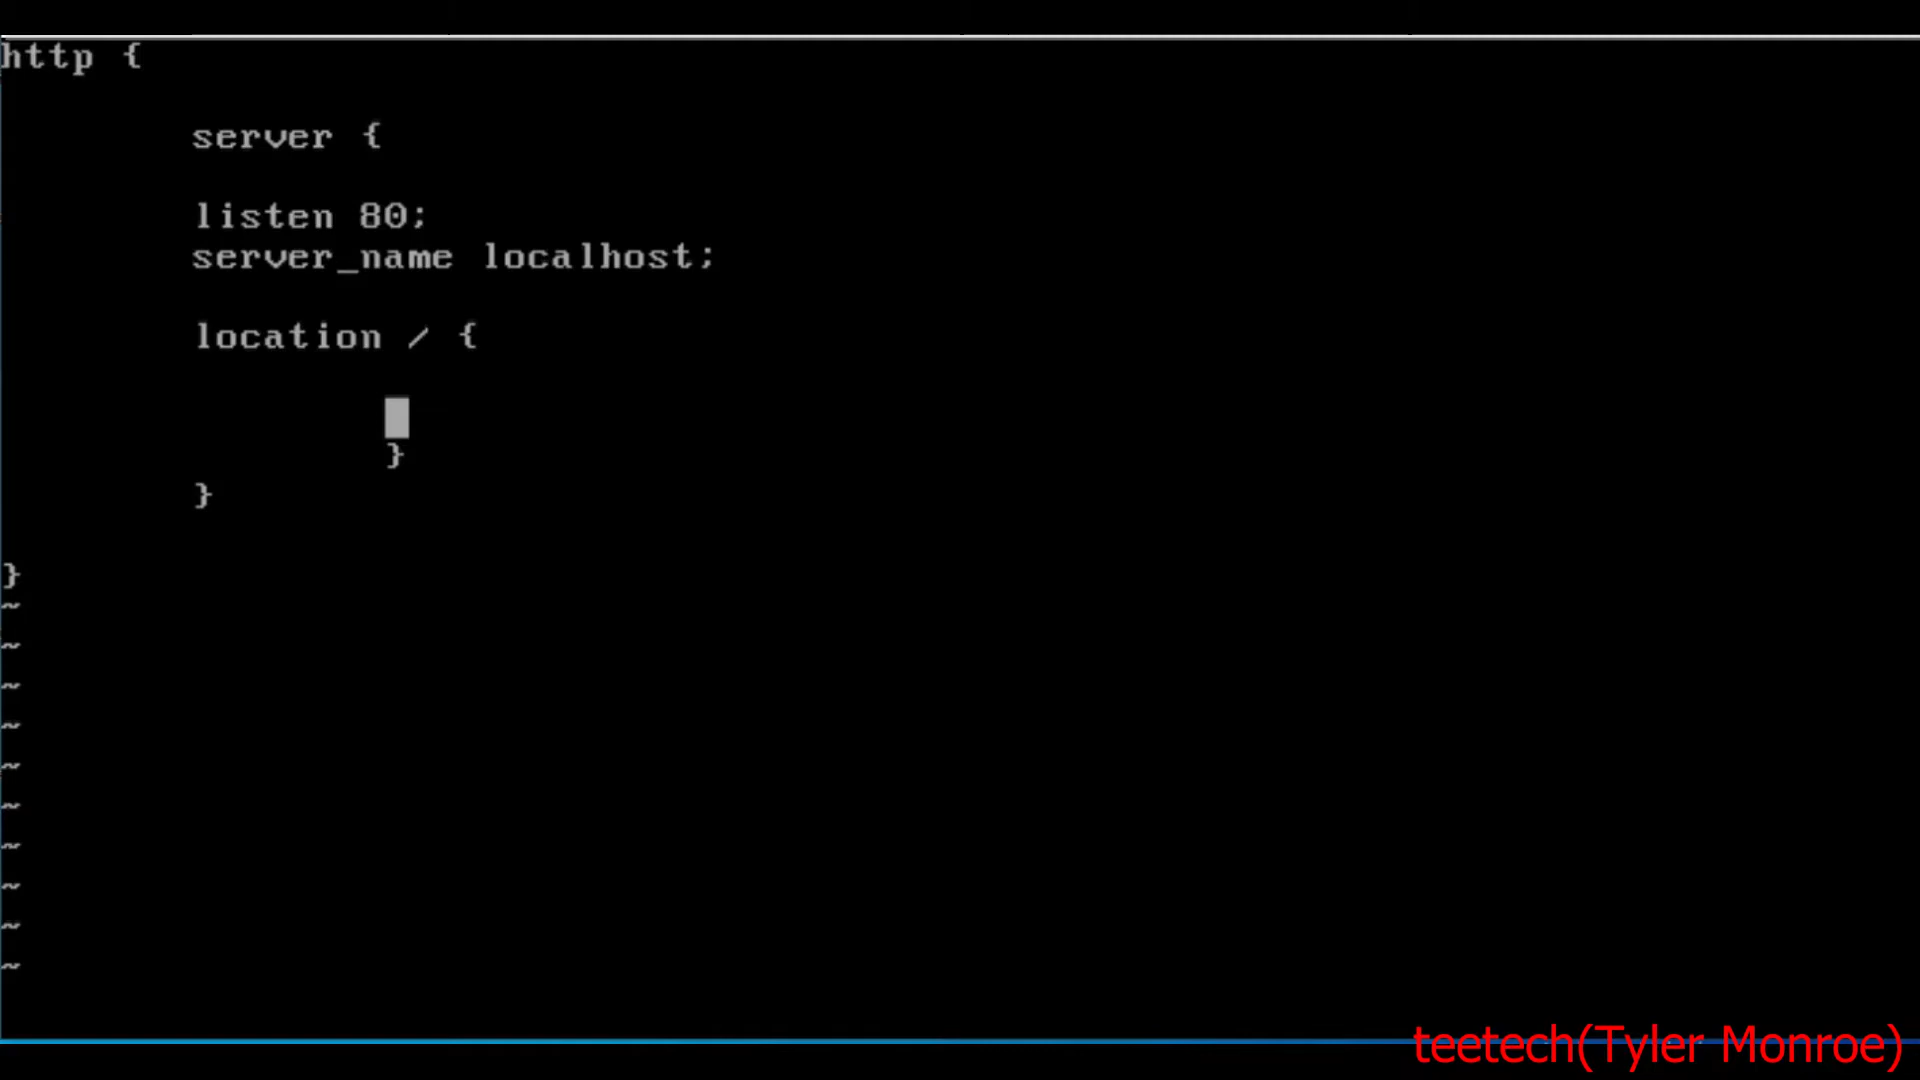 http {
server {
listen 80;
server_name localhost;
location / {
}
}
}
~
~
~
~
~
~
~
~
~
~
teetech(Tyler Monroe)